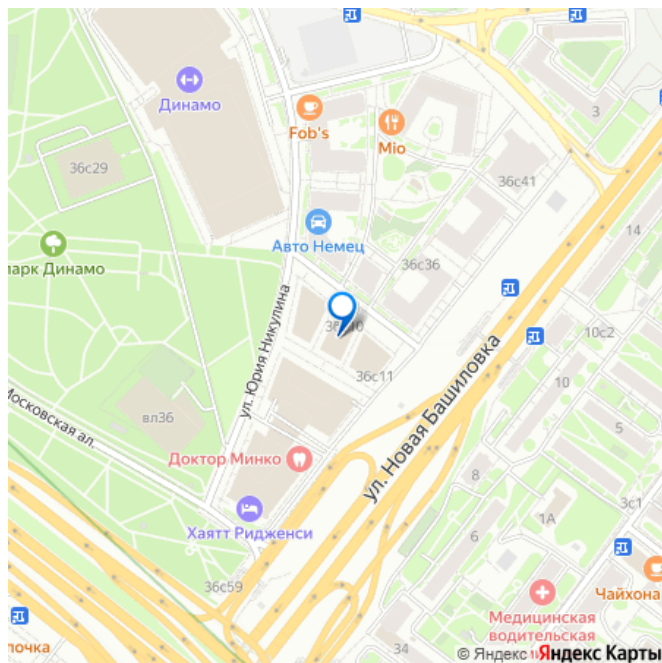 Динамо
Fob's
Mio
3
36с29
36с41
14
Авто Немец
36с36
парк Динамо
ул. Юрия Никулина
10с2
36с11
10
ул. Новая Башиловка
5
вл36
Московская ал.
Доктор Минко
8
3с1
Хаятт Ридженси
1А
6
36с59
Чайхона
Медицинская
водительская
почка
34
© Яндекс
Яндекс Карты